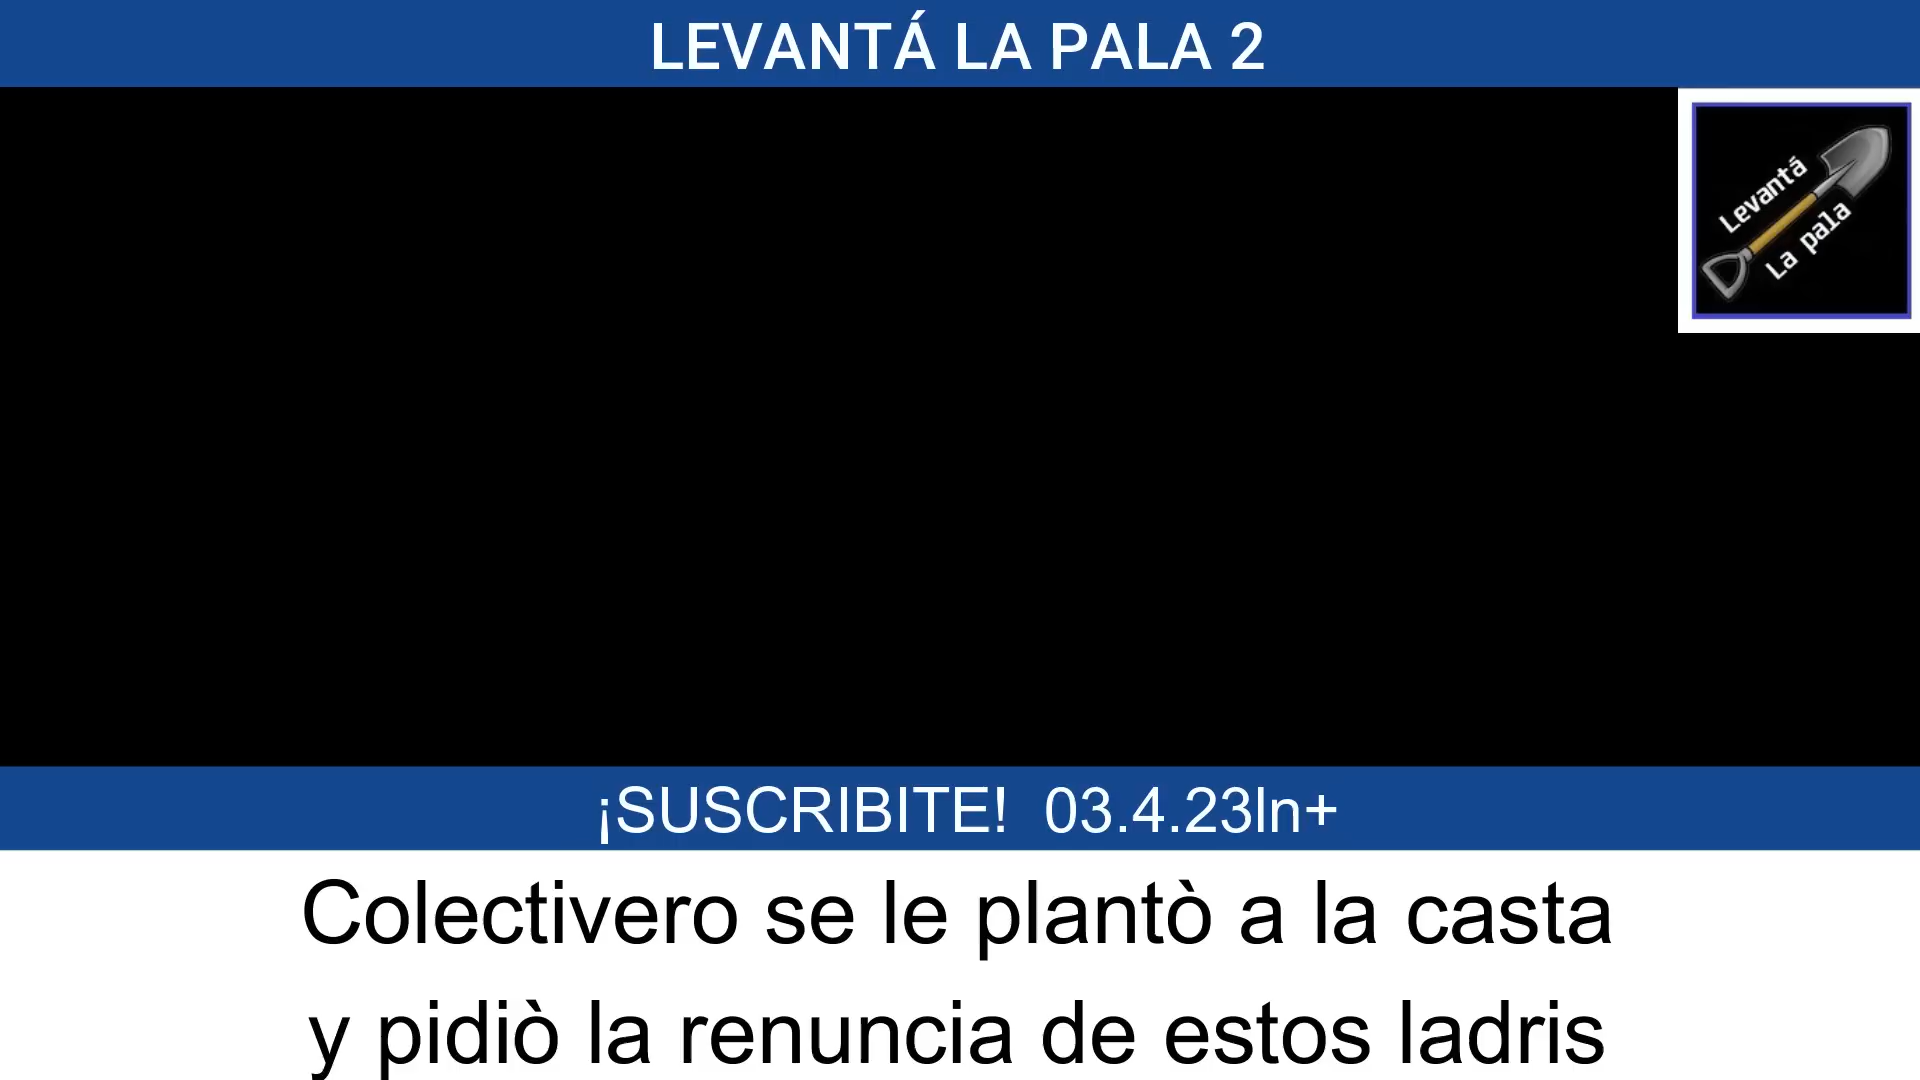 LEVANTÁ LA PALA 2
Levantá
La pala
¡SUSCRIBITE!  03.4.23ln+
Colectivero se le plantò a la casta
y pidiò la renuncia de estos ladris